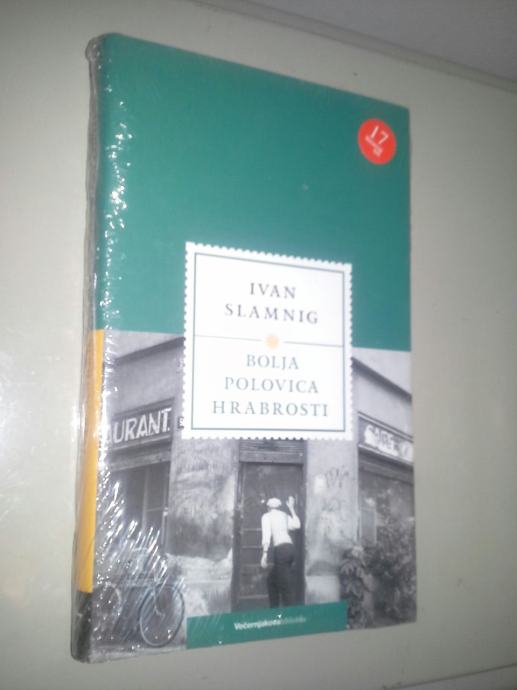 17
IVAN
SLAMNIG
BOLJA
POLOVICA
HRABROSTI
URANT
Večernjakova